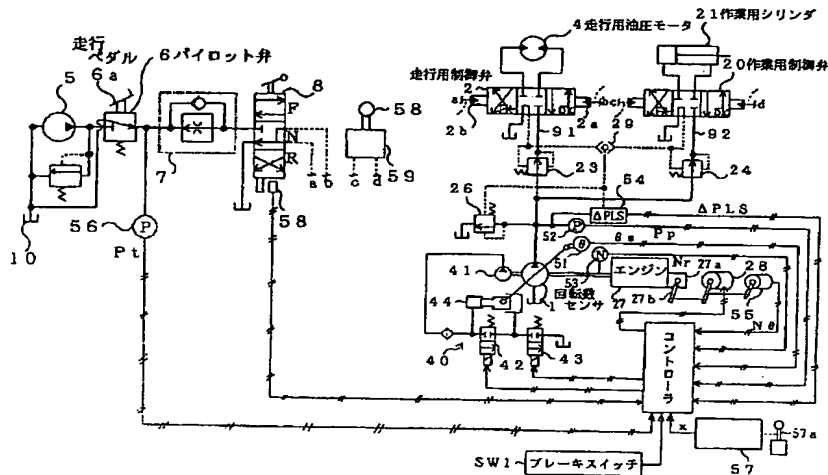 走行
ペダル
6a
6パイロット弁
5
7
8
F
N
R
a
b
58
58
59
c
d
10
56
Pt
4走行用油圧モータ
21作業用シリンダ
20作業用制御弁
走行用制御弁
2
2b
2a
29
d
91
92
23
24
26
54
ΔPLS
ΔPLS
52
P
Pp
51
θ
θs
53
N
41
1
回転数
センサ
エンジン
27
Nr
27a
27b
28
55
Nθ
44
40
42
43
コントローラ
x
57a
57
SW1
ブレーキスイッチ